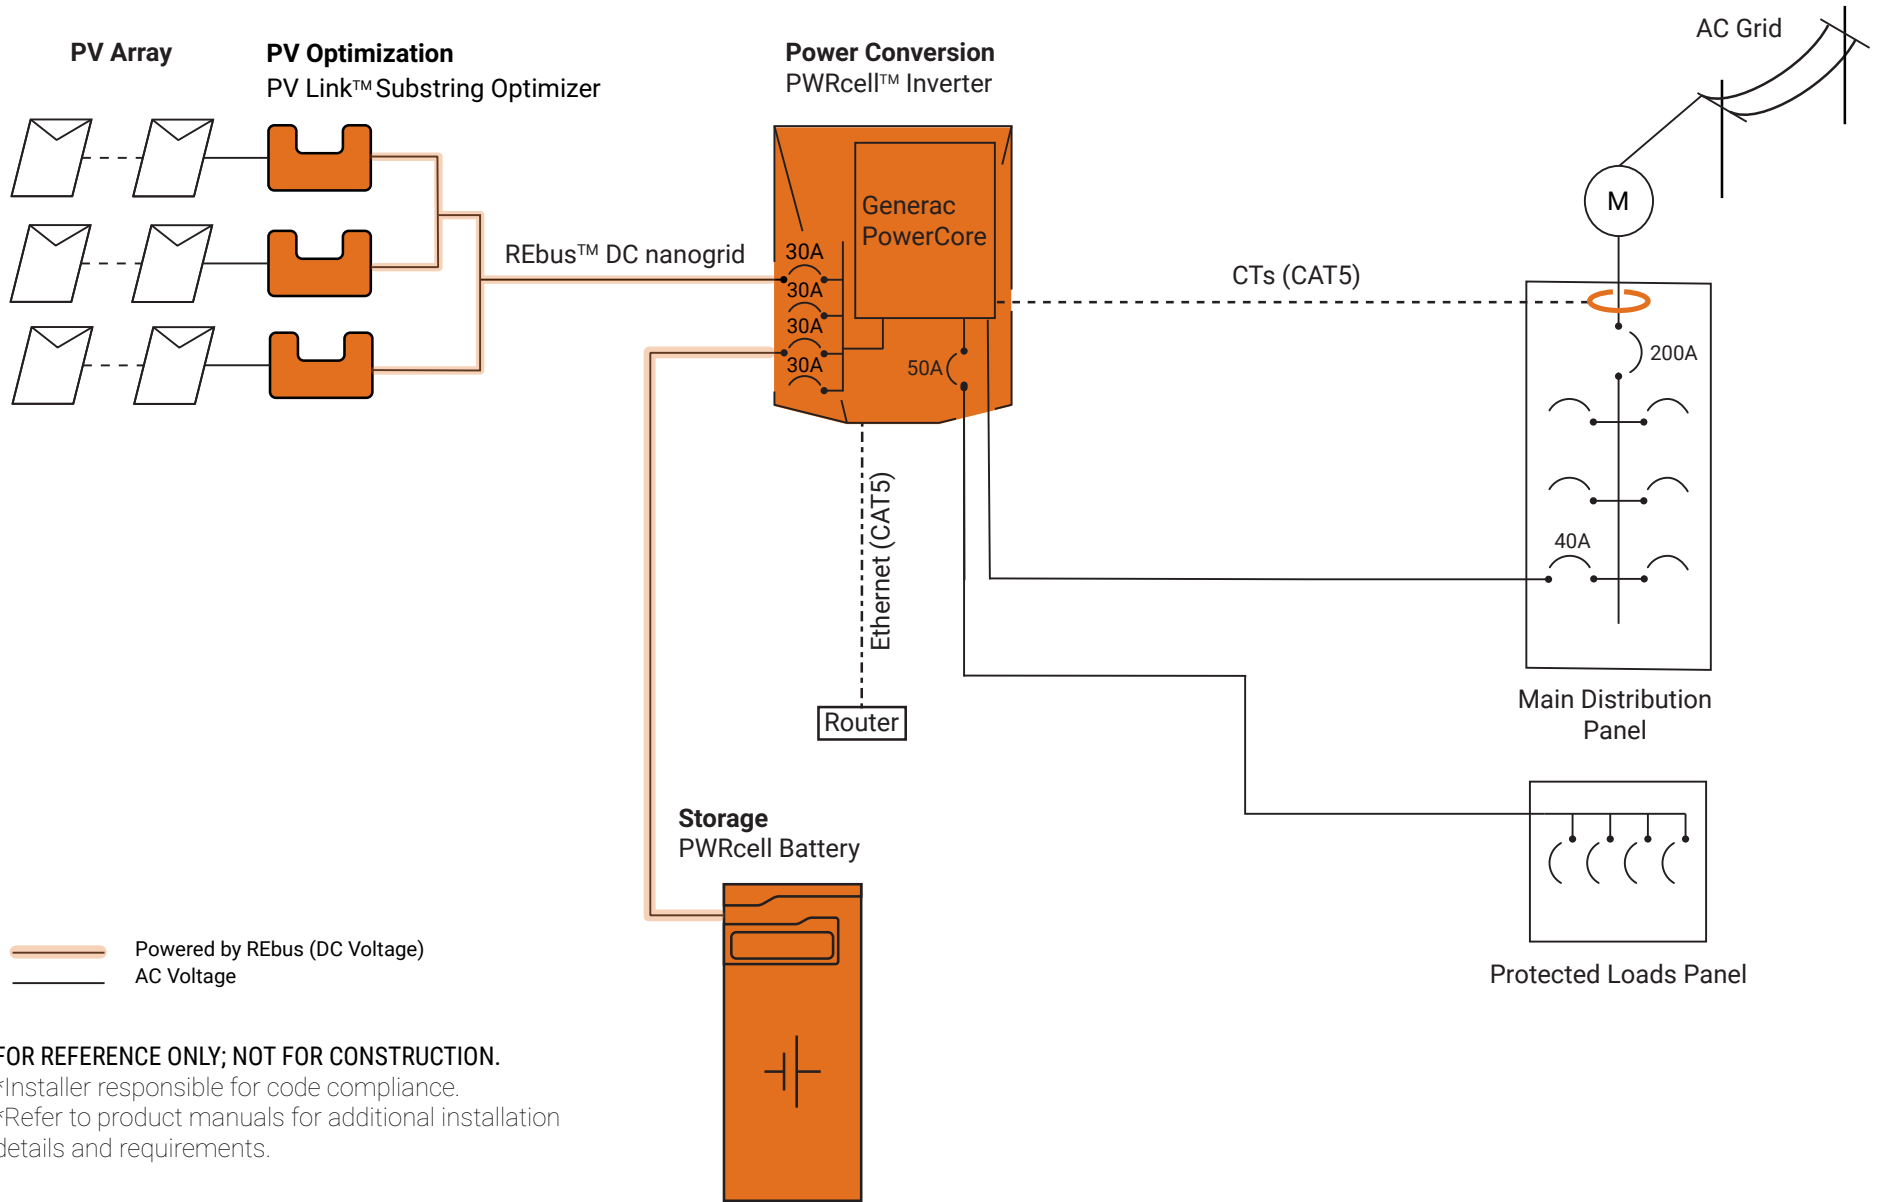 PV Array
PV Optimization
PV Link™ Substring Optimizer
Power Conversion
PWRcell™ Inverter
AC Grid
M
Generac
PowerCore
REbus™ DC nanogrid
30A
30A
30A
30A
50A
CTs (CAT5)
200A
40A
Ethernet (CAT5)
Router
Main Distribution
Panel
Storage
PWRcell Battery
Protected Loads Panel
Powered by REbus (DC Voltage)
AC Voltage
FOR REFERENCE ONLY; NOT FOR CONSTRUCTION.
*Installer responsible for code compliance.
*Refer to product manuals for additional installation
details and requirements.